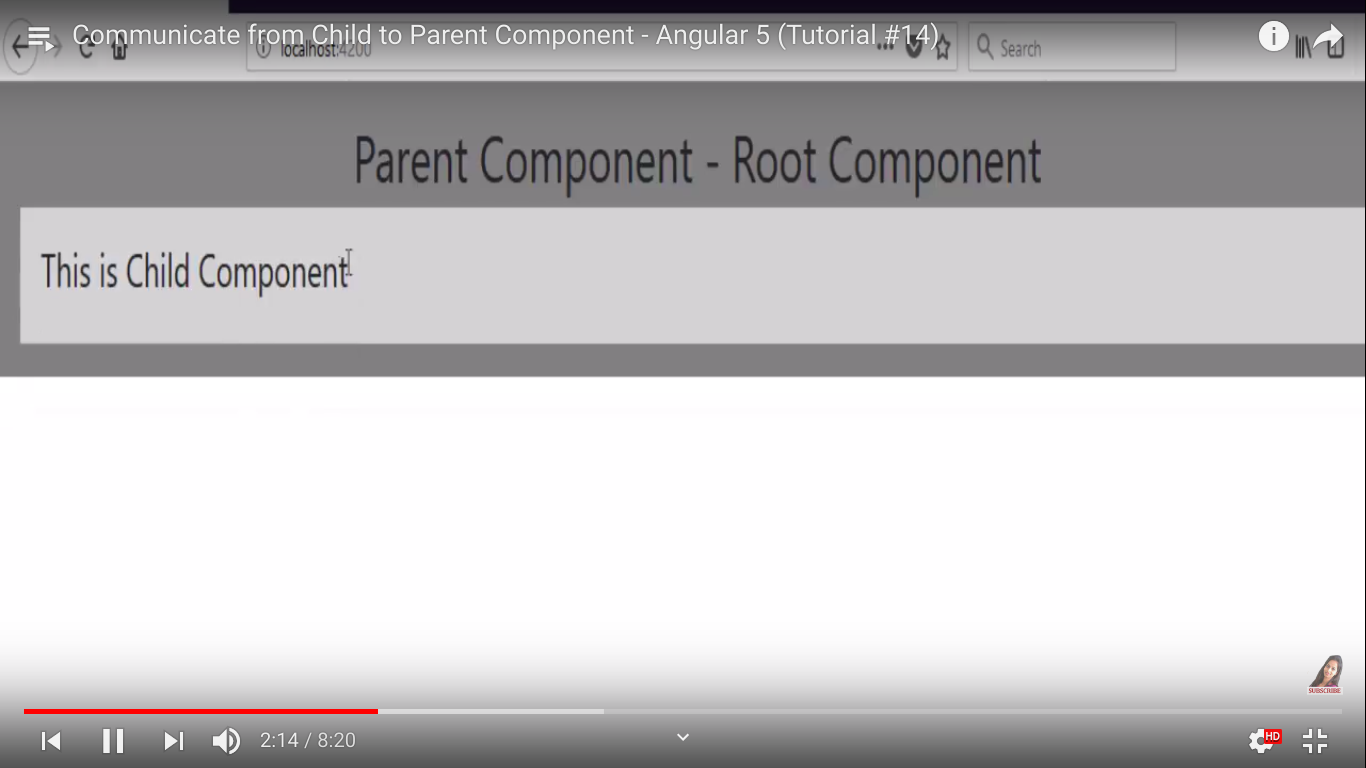 Communicate from Child to Parent Component - Angular 5 (Tutorial #14)
localhost:4200
Search
Parent Component - Root Component
This is Child Component
SUBSCRIBE
2:14 / 8:20
HD